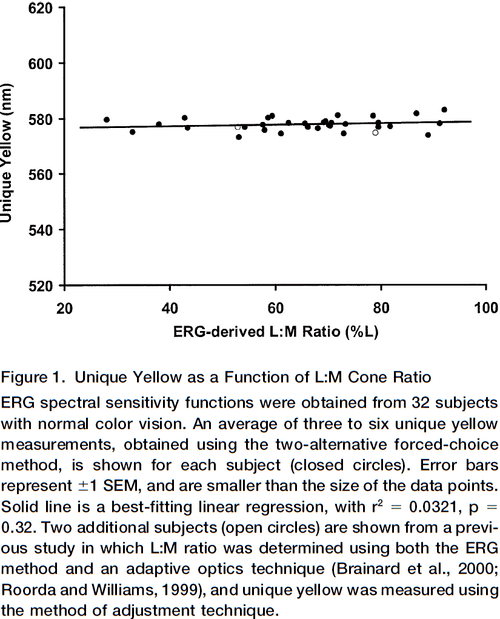 620
600
580
560
540
520
Unique Yellow (nm)
20 40 60 80 100
ERG-derived L:M Ratio (%L)
Figure 1. Unique Yellow as a Function of L:M Cone Ratio
ERG spectral sensitivity functions were obtained from 32 subjects
with normal color vision. An average of three to six unique yellow
measurements, obtained using the two-alternative forced-choice
method, is shown for each subject (closed circles). Error bars
represent ±1 SEM, and are smaller than the size of the data points.
Solid line is a best-fitting linear regression, with r² = 0.0321, p =
0.32. Two additional subjects (open circles) are shown from a previ-
ous study in which L:M ratio was determined using both the ERG
method and an adaptive optics technique (Brainard et al., 2000;
Roorda and Williams, 1999), and unique yellow was measured using
the method of adjustment technique.